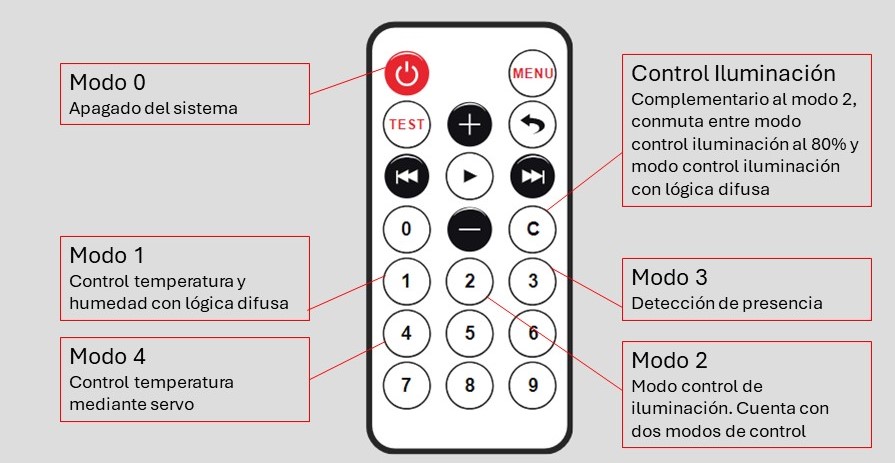 Modo 0
Apagado del sistema
Modo 1
Control temperatura y
humedad con lógica difusa
Modo 4
Control temperatura
mediante servo
MENU
TEST
0
C
1
2
3
4
5
6
7
8
9
Control Iluminación
Complementario al modo 2,
conmuta entre modo
control iluminación al 80% y
modo control iluminación
con lógica difusa
Modo 3
Detección de presencia
Modo 2
Modo control de
iluminación. Cuenta con
dos modos de control